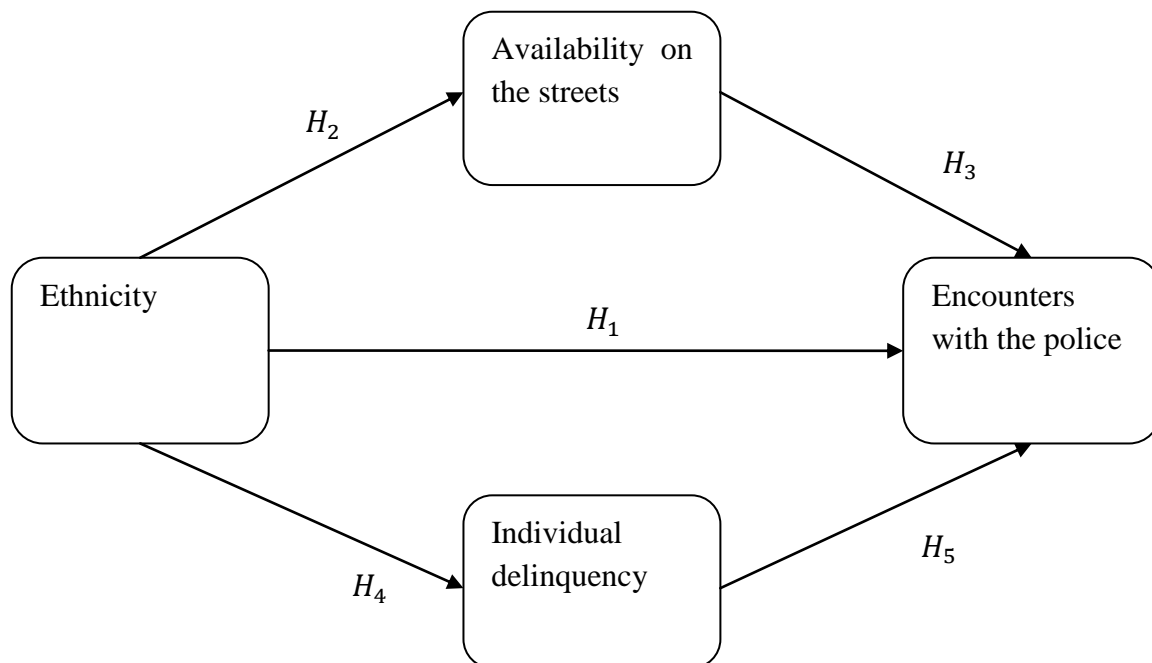 Availability on
the streets
H₂
H₃
Ethnicity
H₁
Encounters
with the police
Individual
delinquency
H₄
H₅